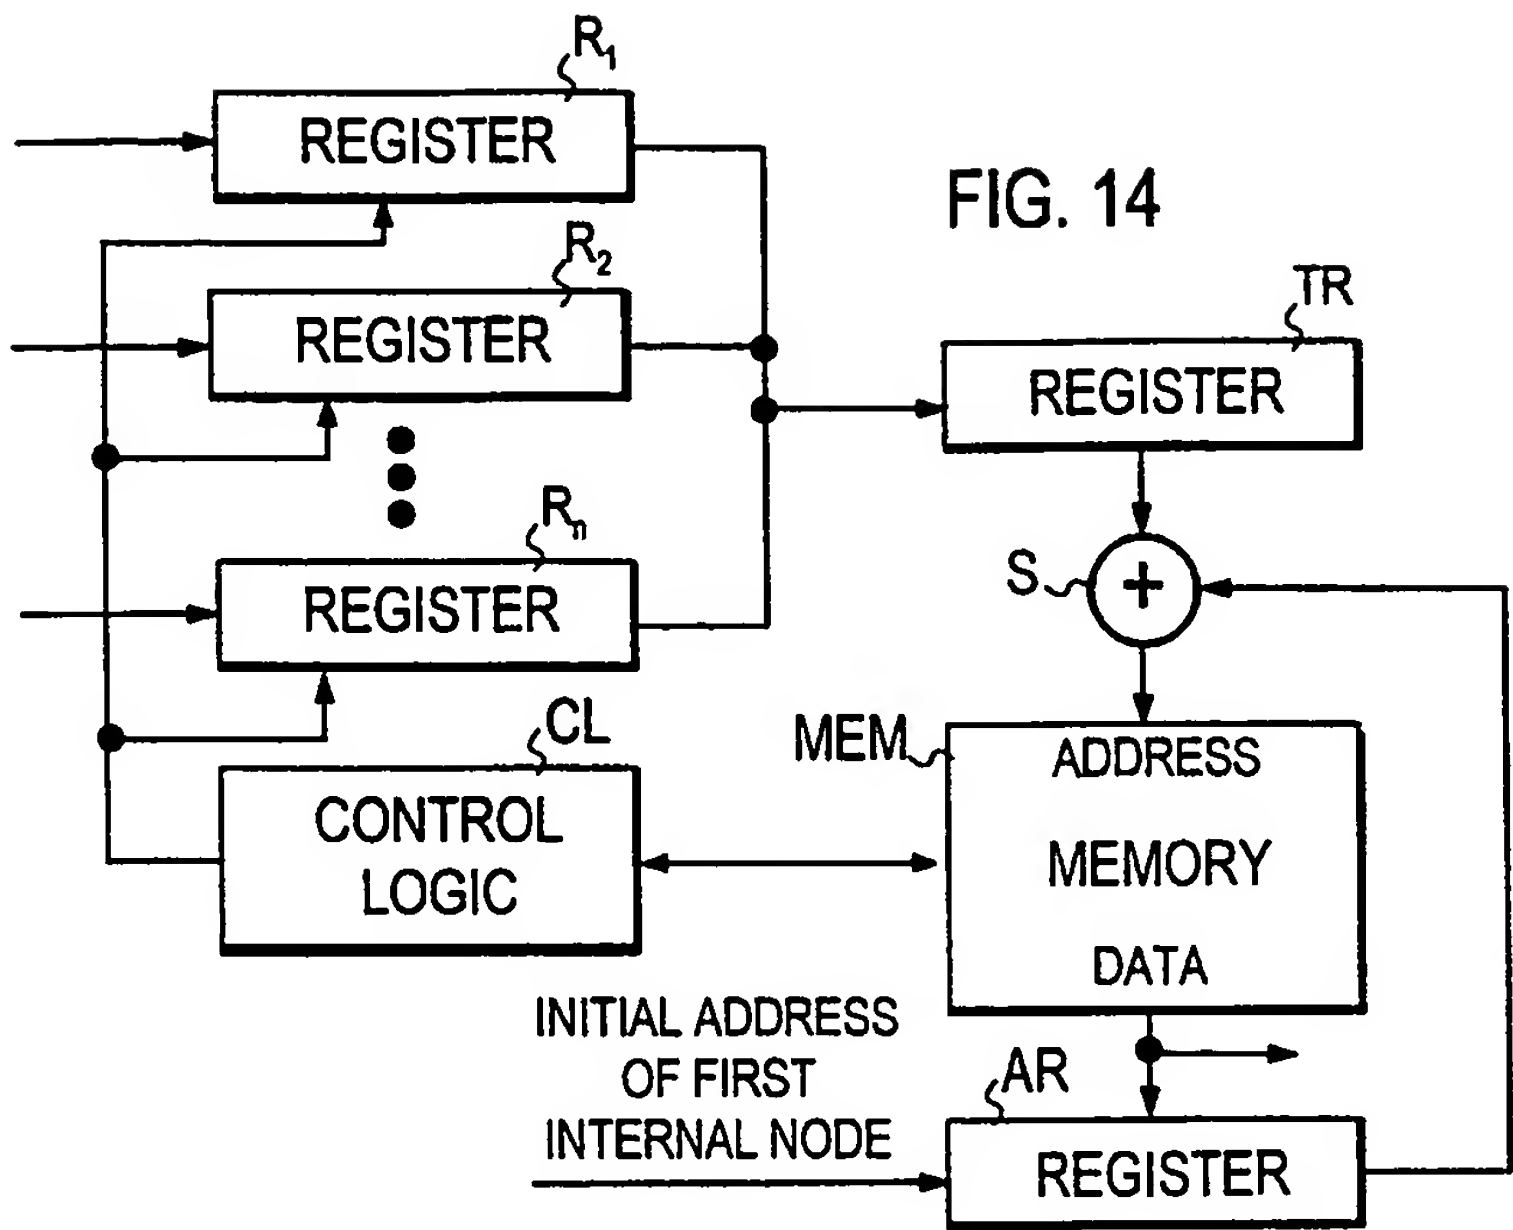 R1
REGISTER
FIG. 14
R2
REGISTER
TR
REGISTER
Rn
REGISTER
S
+
CL
CONTROL
LOGIC
MEM
ADDRESS
MEMORY
DATA
INITIAL ADDRESS
OF FIRST
INTERNAL NODE
AR
REGISTER